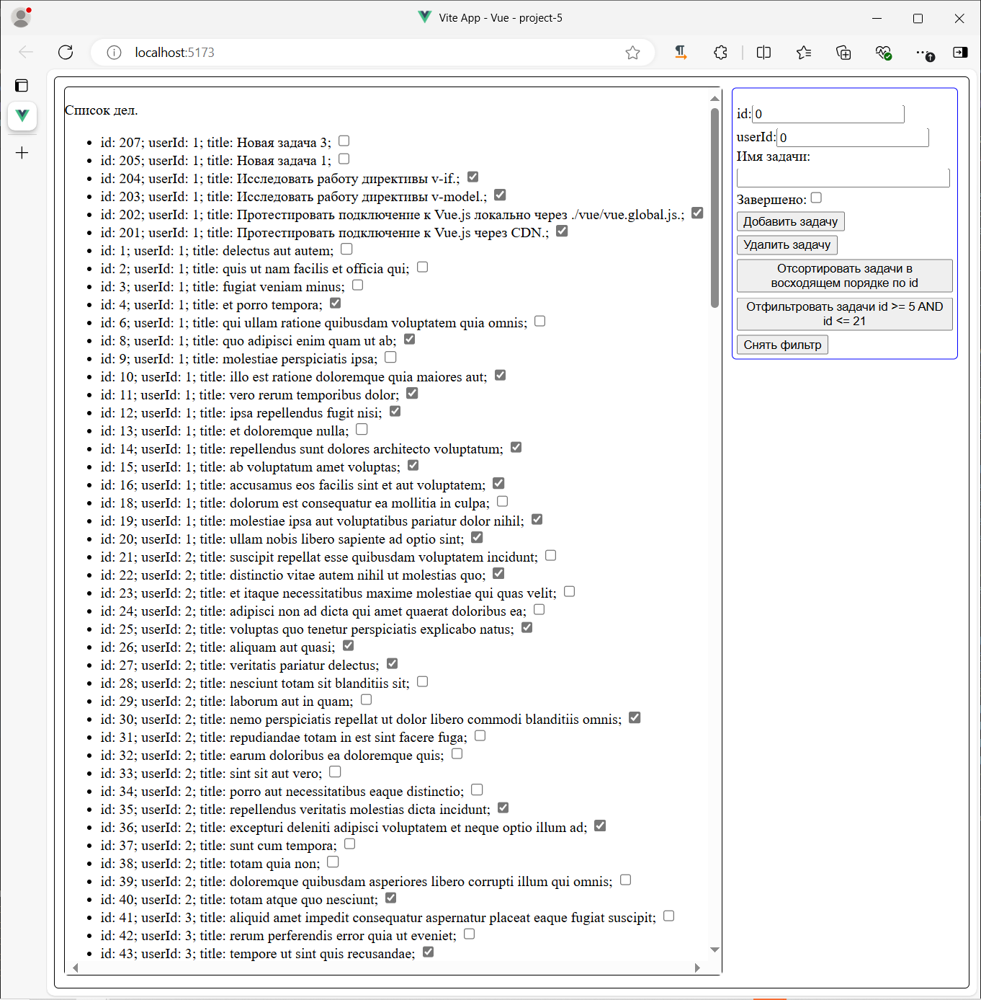 Vite App - Vue - project-5
localhost:5173
Список дел.
id: 207; userId: 1; title: Новая задача 3;
id: 205; userId: 1; title: Новая задача 1;
id: 204; userId: 1; title: Исследовать работу директивы v-if.;
id: 203; userId: 1; title: Исследовать работу директивы v-model.;
id: 202; userId: 1; title: Протестировать подключение к Vue.js локально через ./vue/vue.global.js.;
id: 201; userId: 1; title: Протестировать подключение к Vue.js через CDN.;
id: 1; userId: 1; title: delectus aut autem;
id: 2; userId: 1; title: quis ut nam facilis et officia qui;
id: 3; userId: 1; title: fugiat veniam minus;
id: 4; userId: 1; title: et porro tempora;
id: 6; userId: 1; title: qui ullam ratione quibusdam voluptatem quia omnis;
id: 8; userId: 1; title: quo adipisci enim quam ut ab;
id: 9; userId: 1; title: molestiae perspiciatis ipsa;
id: 10; userId: 1; title: illo est ratione doloremque quia maiores aut;
id: 11; userId: 1; title: vero rerum temporibus dolor;
id: 12; userId: 1; title: ipsa repellendus fugit nisi;
id: 13; userId: 1; title: et doloremque nulla;
id: 14; userId: 1; title: repellendus sunt dolores architecto voluptatum;
id: 15; userId: 1; title: ab voluptatum amet voluptas;
id: 16; userId: 1; title: accusamus eos facilis sint et aut voluptatem;
id: 18; userId: 1; title: dolorum est consequatur ea mollitia in culpa;
id: 19; userId: 1; title: molestiae ipsa aut voluptatibus pariatur dolor nihil;
id: 20; userId: 1; title: ullam nobis libero sapiente ad optio sint;
id: 21; userId: 2; title: suscipit repellat esse quibusdam voluptatem incidunt;
id: 22; userId: 2; title: distinctio vitae autem nihil ut molestias quo;
id: 23; userId: 2; title: et itaque necessitatibus maxime molestiae qui quas velit;
id: 24; userId: 2; title: adipisci non ad dicta qui amet quaerat doloribus ea;
id: 25; userId: 2; title: voluptas quo tenetur perspiciatis explicabo natus;
id: 26; userId: 2; title: aliquam aut quasi;
id: 27; userId: 2; title: veritatis pariatur delectus;
id: 28; userId: 2; title: nesciunt totam sit blanditiis sit;
id: 29; userId: 2; title: laborum aut in quam;
id: 30; userId: 2; title: nemo perspiciatis repellat ut dolor libero commodi blanditiis omnis;
id: 31; userId: 2; title: repudiandae totam in est sint facere fuga;
id: 32; userId: 2; title: earum doloribus ea doloremque quis;
id: 33; userId: 2; title: sint sit aut vero;
id: 34; userId: 2; title: porro aut necessitatibus eaque distinctio;
id: 35; userId: 2; title: repellendus veritatis molestias dicta incidunt;
id: 36; userId: 2; title: excepturi deleniti adipisci voluptatem et neque optio illum ad;
id: 37; userId: 2; title: sunt cum tempora;
id: 38; userId: 2; title: totam quia non;
id: 39; userId: 2; title: doloremque quibusdam asperiores libero corrupti illum qui omnis;
id: 40; userId: 2; title: totam atque quo nesciunt;
id: 41; userId: 3; title: aliquid amet impedit consequatur aspernatur placeat eaque fugiat suscipit;
id: 42; userId: 3; title: rerum perferendis error quia ut eveniet;
id: 43; userId: 3; title: tempore ut sint quis recusandae;
id: 0
userId: 0
Имя задачи:
Завершено:
Добавить задачу
Удалить задачу
Отсортировать задачи в
восходящем порядке по id
Отфильтровать задачи id >= 5 AND
id <= 21
Снять фильтр